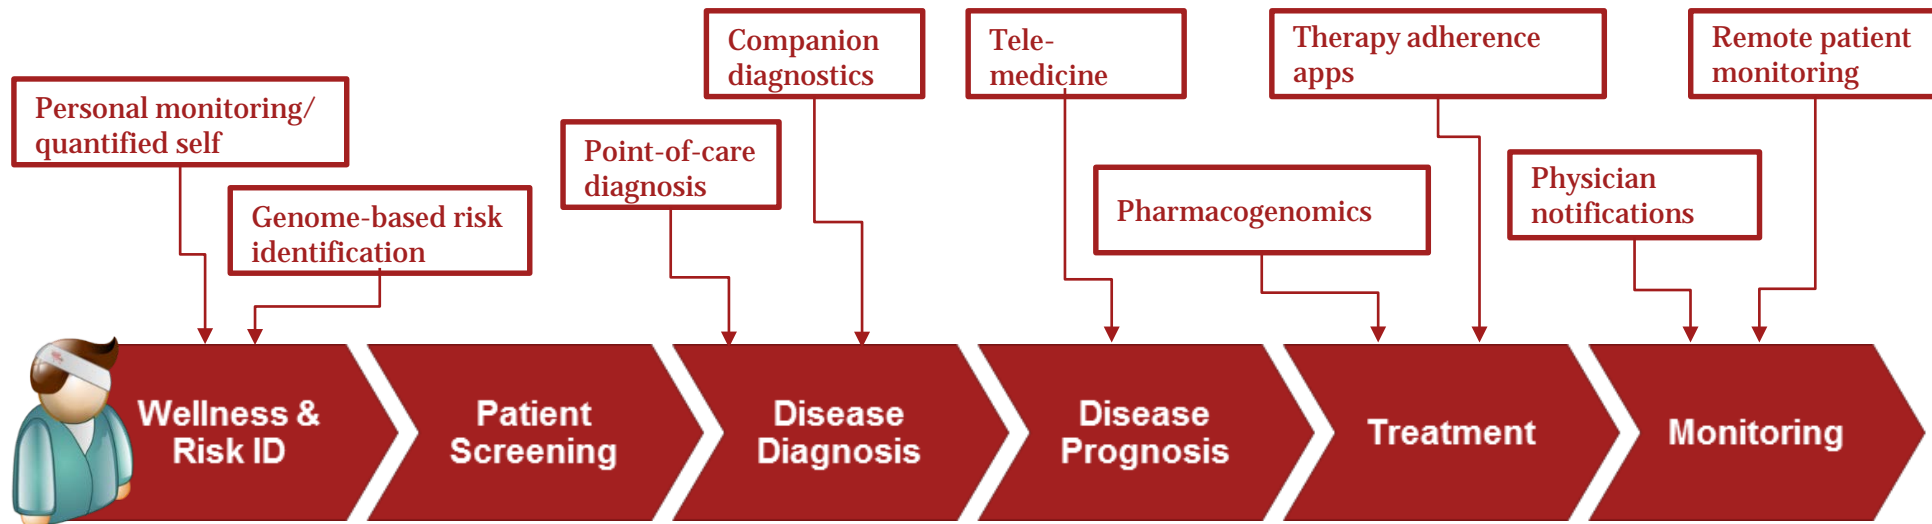 Personal monitoring/
quantified self
Genome-based risk
identification
Point-of-care
diagnosis
Companion
diagnostics
Tele-
medicine
Pharmacogenomics
Therapy adherence
apps
Physician
notifications
Remote patient
monitoring
Wellness &
Risk ID
Patient
Screening
Disease
Diagnosis
Disease
Prognosis
Treatment
Monitoring